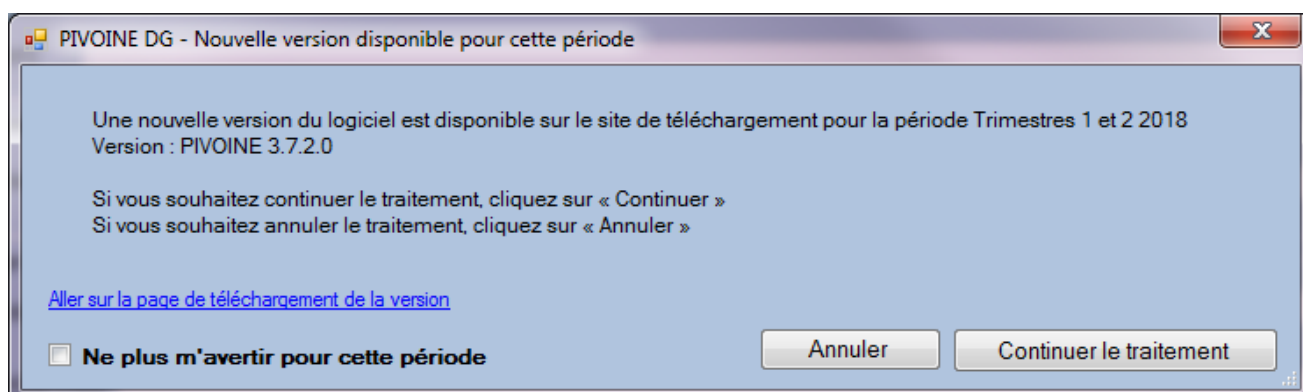 PIVOINE DG - Nouvelle version disponible pour cette période
Une nouvelle version du logiciel est disponible sur le site de téléchargement pour la période Trimestres 1 et 2 2018
Version : PIVOINE 3.7.2.0
Si vous souhaitez continuer le traitement, cliquez sur « Continuer »
Si vous souhaitez annuler le traitement, cliquez sur « Annuler »
Aller sur la page de téléchargement de la version
Ne plus m'avertir pour cette période
Annuler
Continuer le traitement